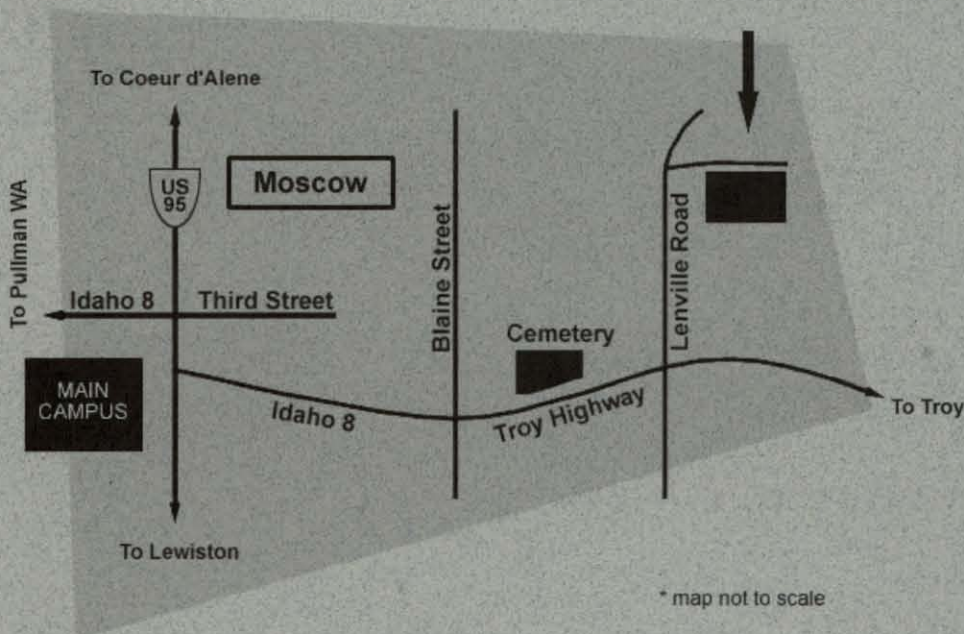 To Coeur d'Alene
US
95
Moscow
To Pullman WA
Idaho 8
Third Street
Blaine Street
Lenville Road
Cemetery
MAIN
CAMPUS
Idaho 8
Troy Highway
To Troy
To Lewiston
* map not to scale